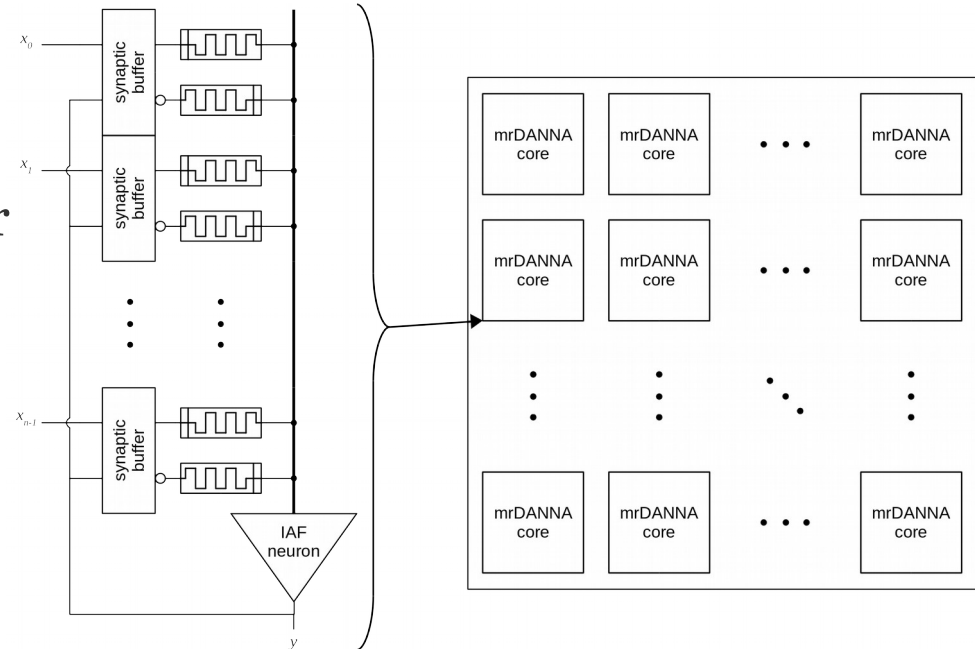 x₀
synaptic
buffer
x₁
synaptic
buffer
xₙ₋₁
synaptic
buffer
IAF
neuron
y
mrDANNA
core
mrDANNA
core
mrDANNA
core
mrDANNA
core
mrDANNA
core
mrDANNA
core
mrDANNA
core
mrDANNA
core
mrDANNA
core